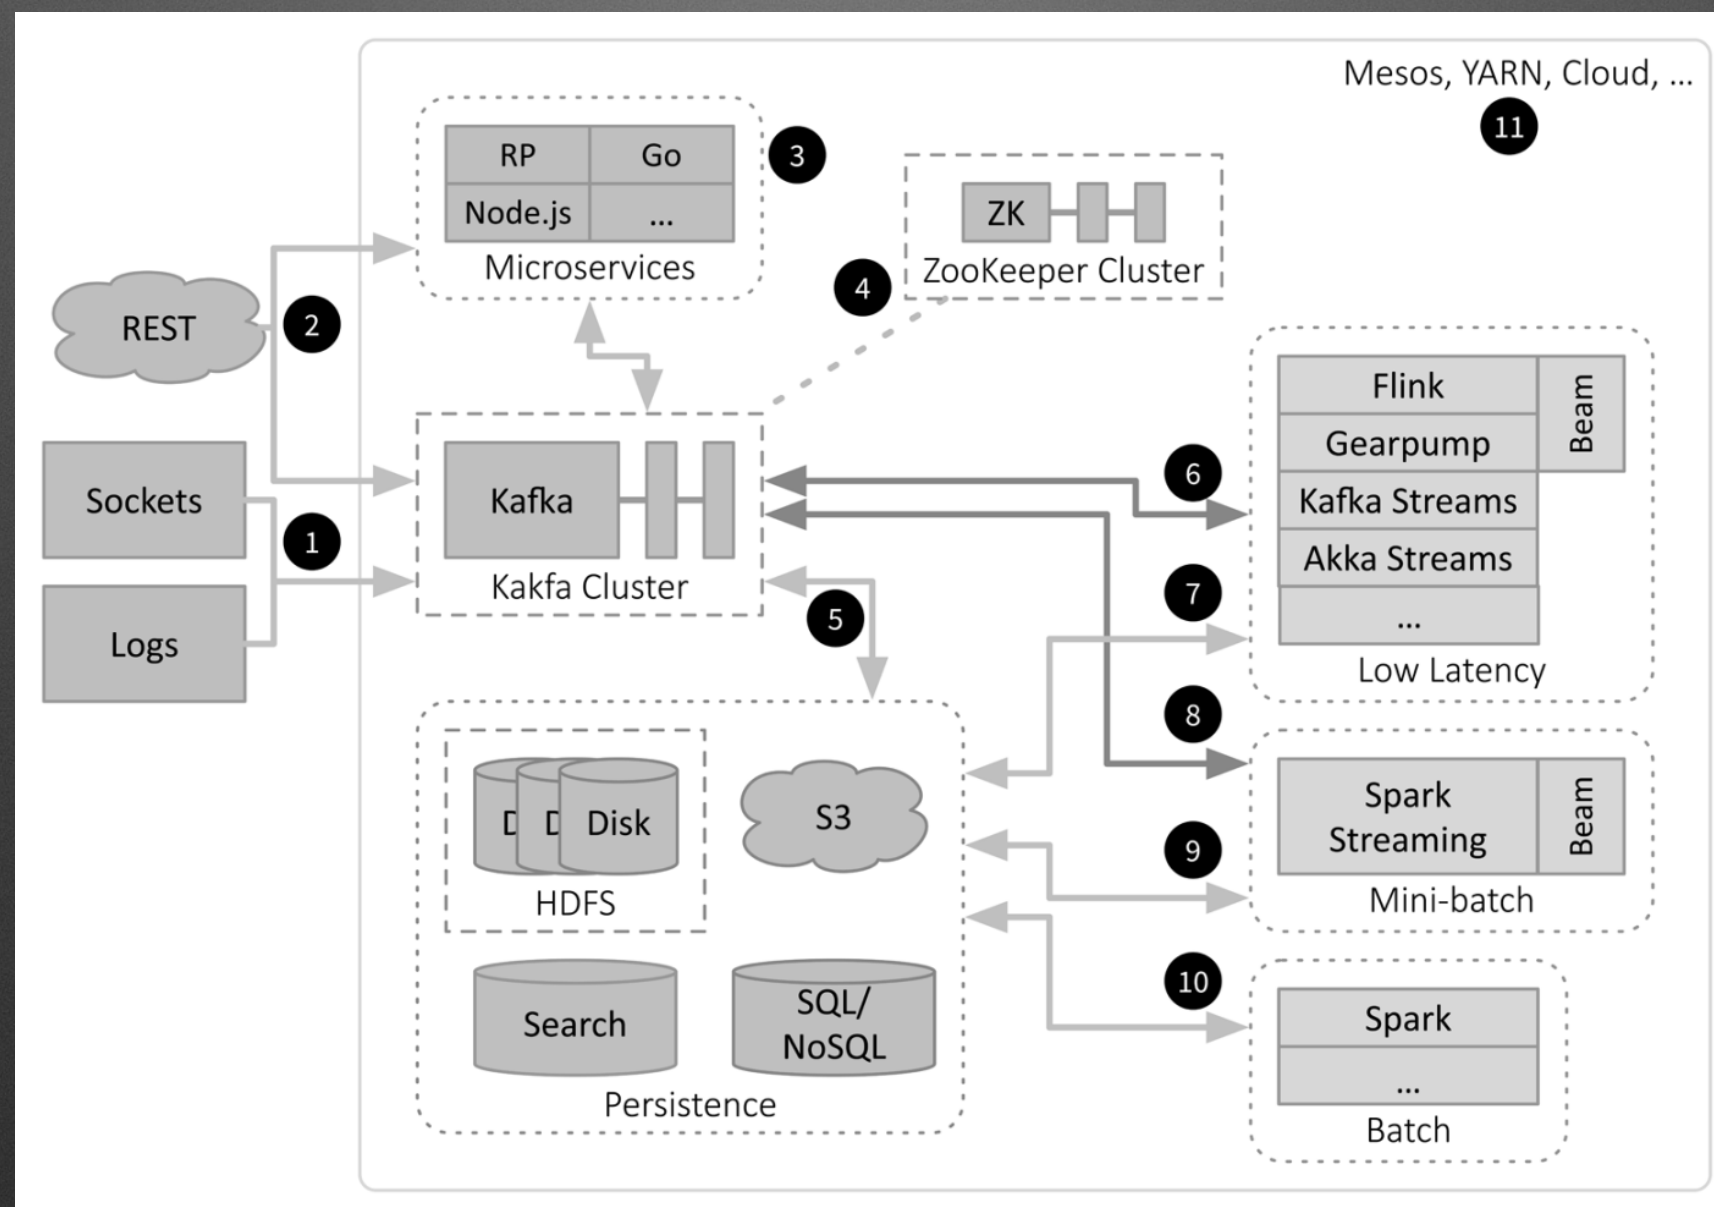 Mesos, YARN, Cloud, ...
11
RP
Go
3
Node.js
...
Microservices
ZK
ZooKeeper Cluster
4
REST
2
Flink
Beam
Gearpump
Kafka Streams
Akka Streams
...
Low Latency
6
Sockets
Kafka
Kakfa Cluster
1
5
7
Logs
8
D
D
Disk
HDFS
S3
Spark
Streaming
Beam
Mini-batch
9
10
Search
SQL/
NoSQL
Persistence
Spark
...
Batch